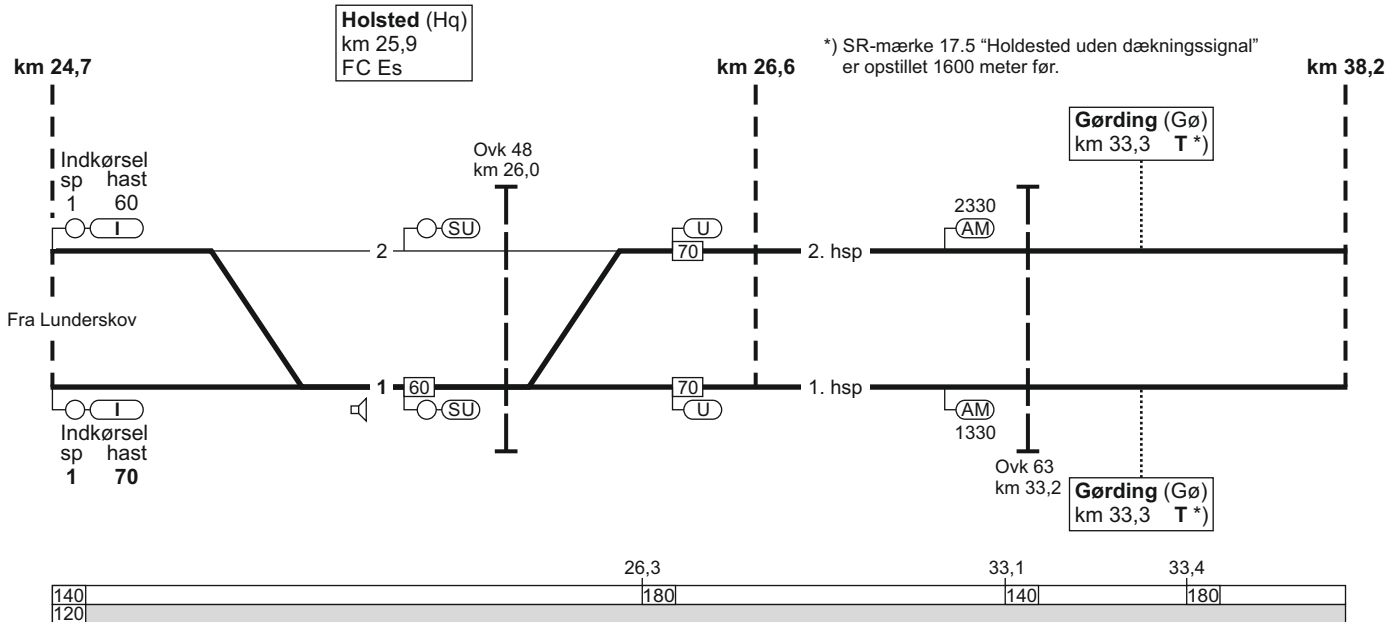 Holsted (Hq)
km 25,9
FC Es
*) SR-mærke 17.5 “Holdested uden dækningssignal”
er opstillet 1600 meter før.
km 24,7
km 26,6
km 38,2
Gørding (Gø)
km 33,3 T *)
Ovk 48
km 26,0
Indkørsel
sp hast
1 60
I
SU
U
2330
AM
2
70
2. hsp
Fra Lunderskov
1
60
70
1. hsp
I
SU
U
AM
1330
Indkørsel
sp hast
1 70
Ovk 63
km 33,2
Gørding (Gø)
km 33,3 T *)
26,3
33,1
33,4
140
180
140
180
120